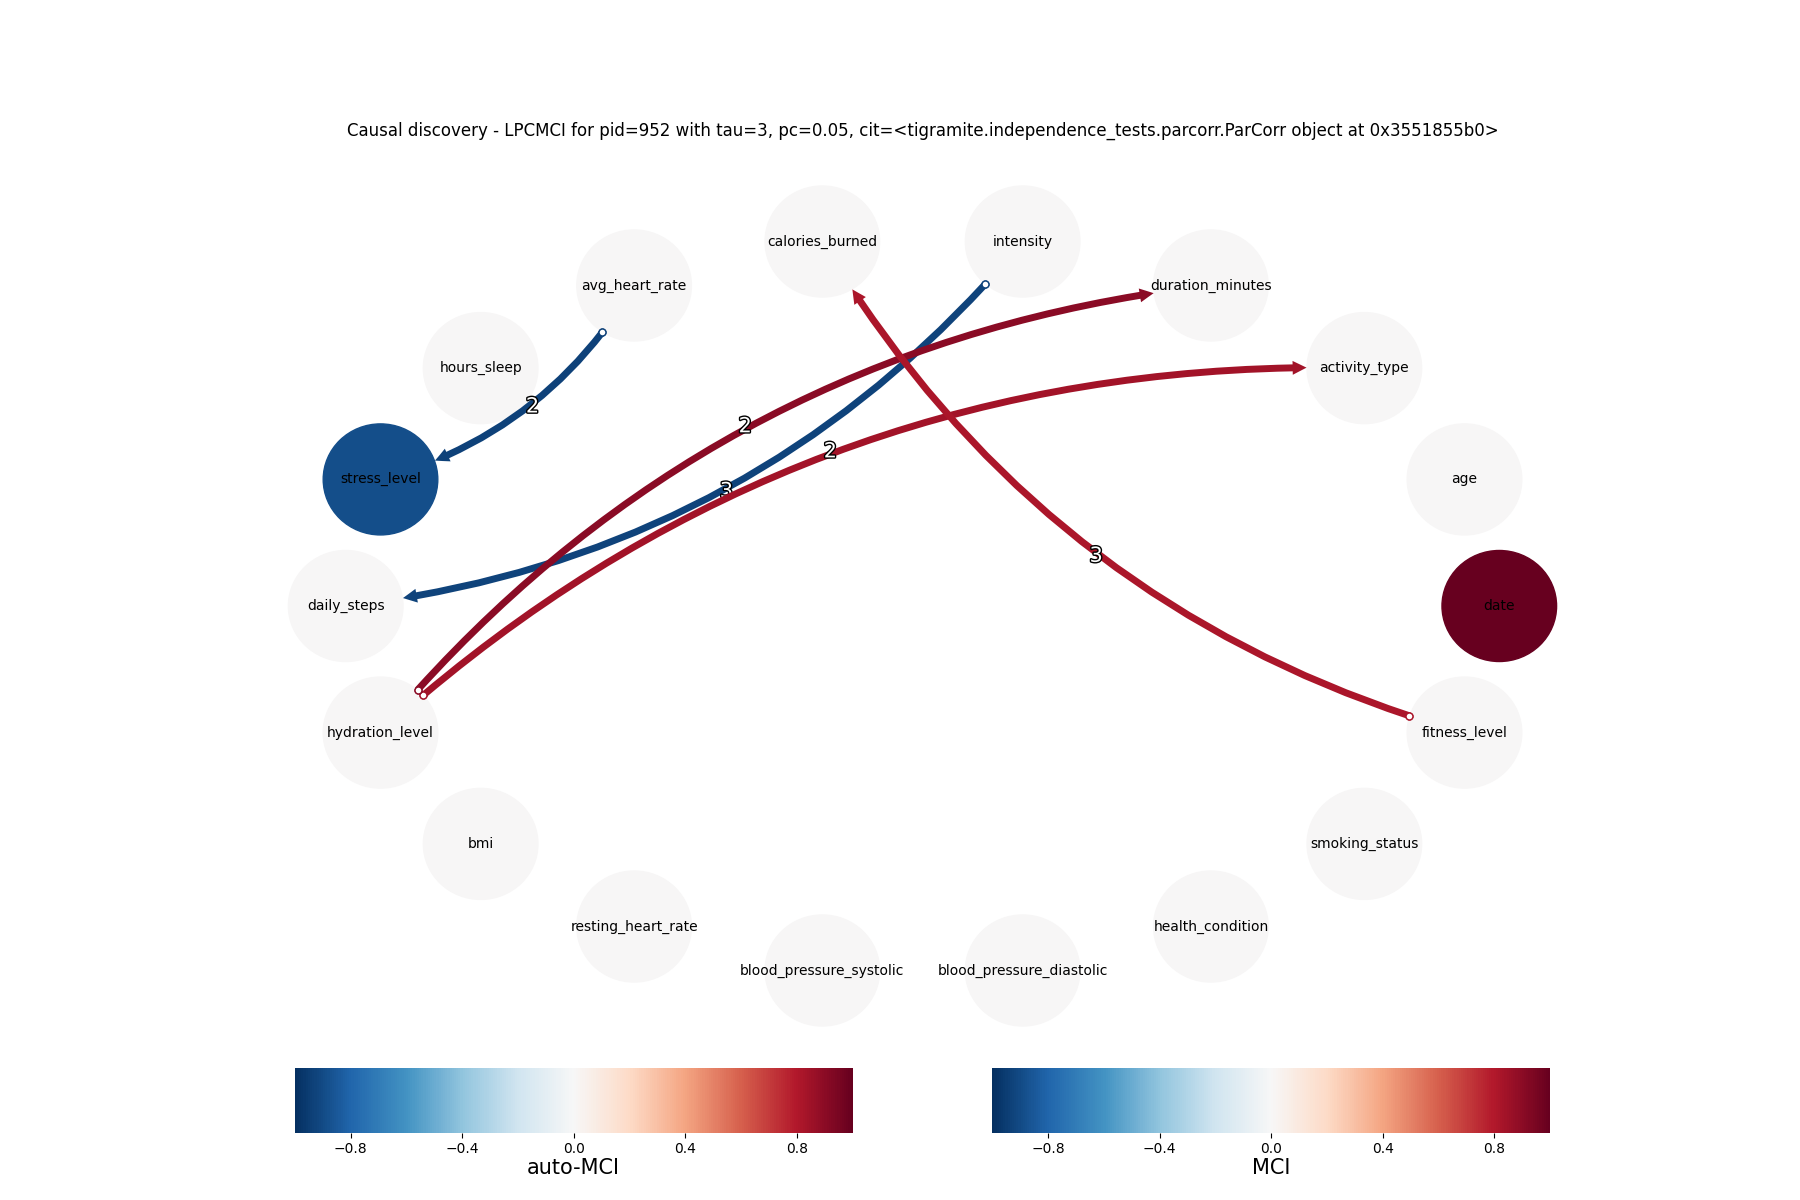 Causal discovery - LPCMCI for pid=952 with tau=3, pc=0.05, cit=<tigramite.independence_tests.parcorr.ParCorr object at 0x3551855b0>
calories_burned
intensity
avg_heart_rate
duration_minutes
hours_sleep
activity_type
2
2
2
stress_level
age
3
3
daily_steps
date
hydration_level
fitness_level
bmi
smoking_status
resting_heart_rate
health_condition
blood_pressure_systolic
blood_pressure_diastolic
−0.8 −0.4 0.0 0.4 0.8
auto-MCI
−0.8 −0.4 0.0 0.4 0.8
MCI